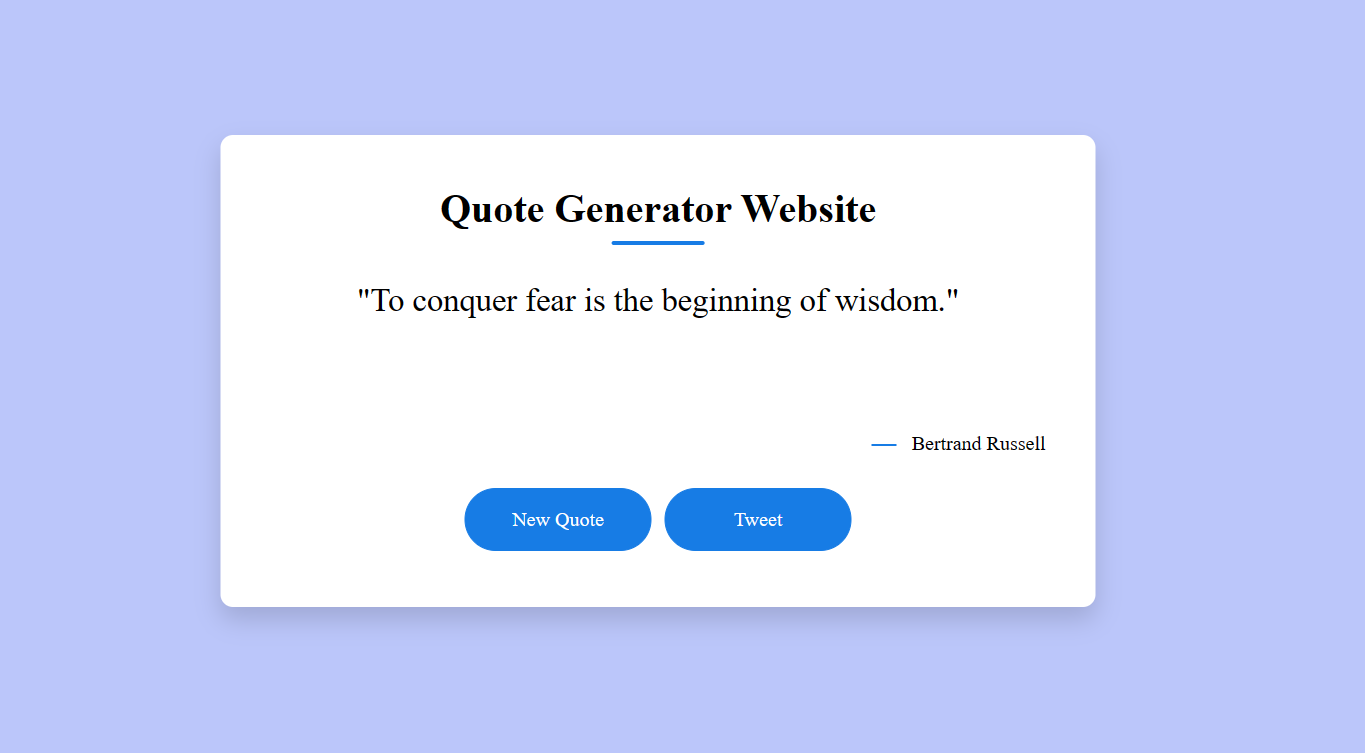 Quote Generator Website
"To conquer fear is the beginning of wisdom."
Bertrand Russell
New Quote
Tweet